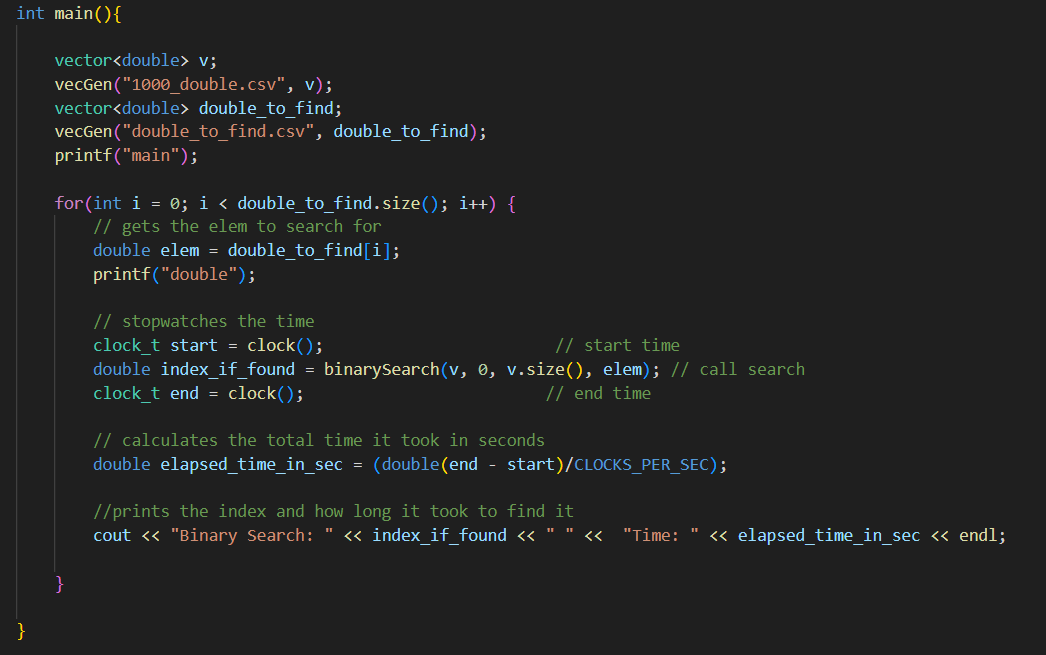 int main(){
vector<double> v;
vecGen("1000_double.csv", v);
vector<double> double_to_find;
vecGen("double_to_find.csv", double_to_find);
printf("main");
for(int i = 0; i < double_to_find.size(); i++) {
// gets the elem to search for
double elem = double_to_find[i];
printf("double");
// stopwatches the time
clock_t start = clock(); // start time
double index_if_found = binarySearch(v, 0, v.size(), elem); // call search
clock_t end = clock(); // end time
// calculates the total time it took in seconds
double elapsed_time_in_sec = (double(end - start)/CLOCKS_PER_SEC);
//prints the index and how long it took to find it
cout << "Binary Search: " << index_if_found << " " <<  "Time: " << elapsed_time_in_sec << endl;
}
}